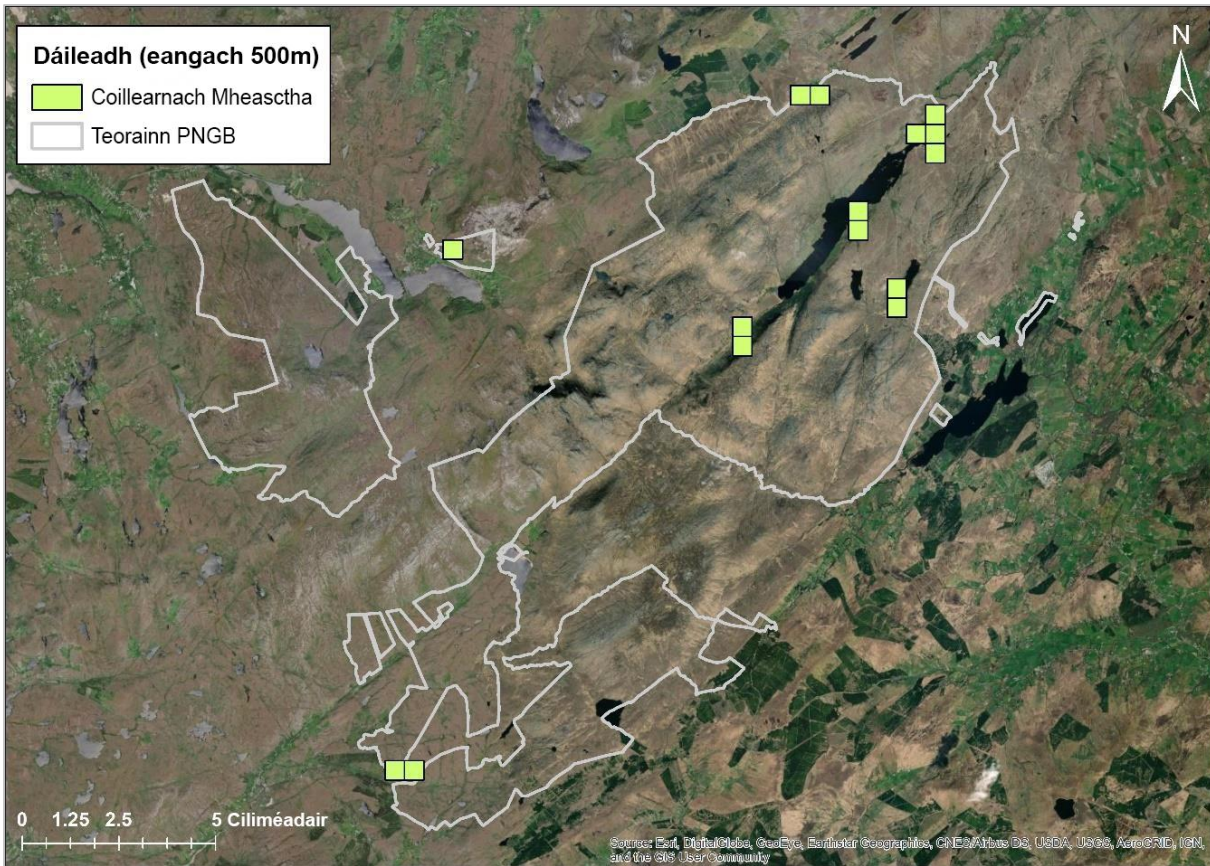 Dáileadh (eangach 500m)
Coillearnach Mheasctha
Teorainn PNGB
N
0 1.25 2.5 5 Ciliméadair
Source: Esri, DigitalGlobe, GeoEye, Earthstar Geographics, CNES/Airbus DS, USDA, USGS, AeroGRID, IGN,
and the GIS User Community